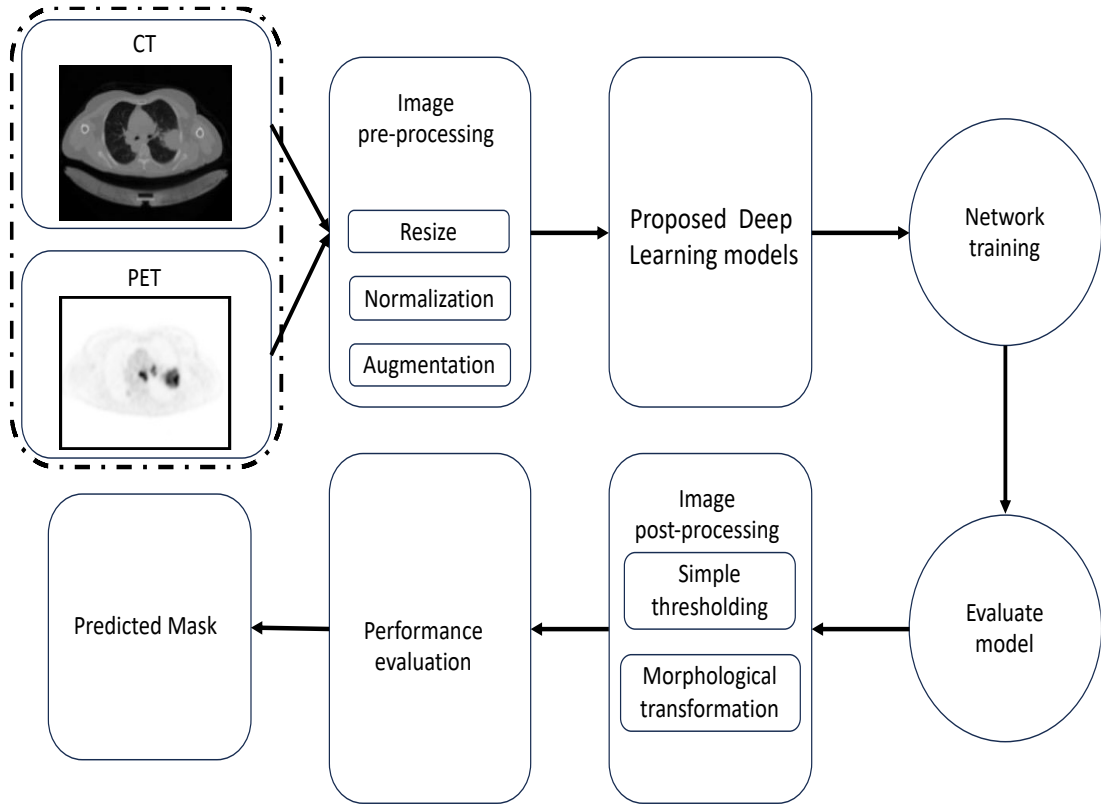 CT
PET
Image
pre-processing
Resize
Normalization
Augmentation
Proposed Deep
Learning models
Network
training
Evaluate
model
Image
post-processing
Simple
thresholding
Morphological
transformation
Performance
evaluation
Predicted Mask